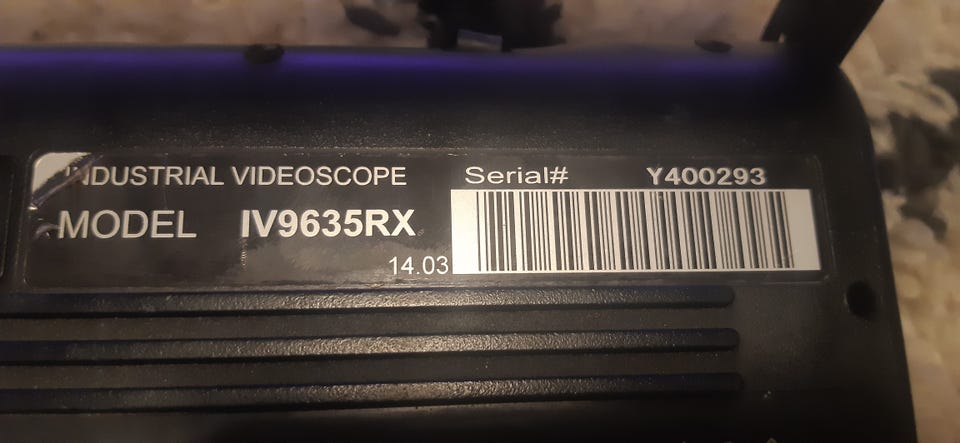 INDUSTRIAL VIDEOSCOPE
MODEL IV9635RX
14.03
Serial# Y400293